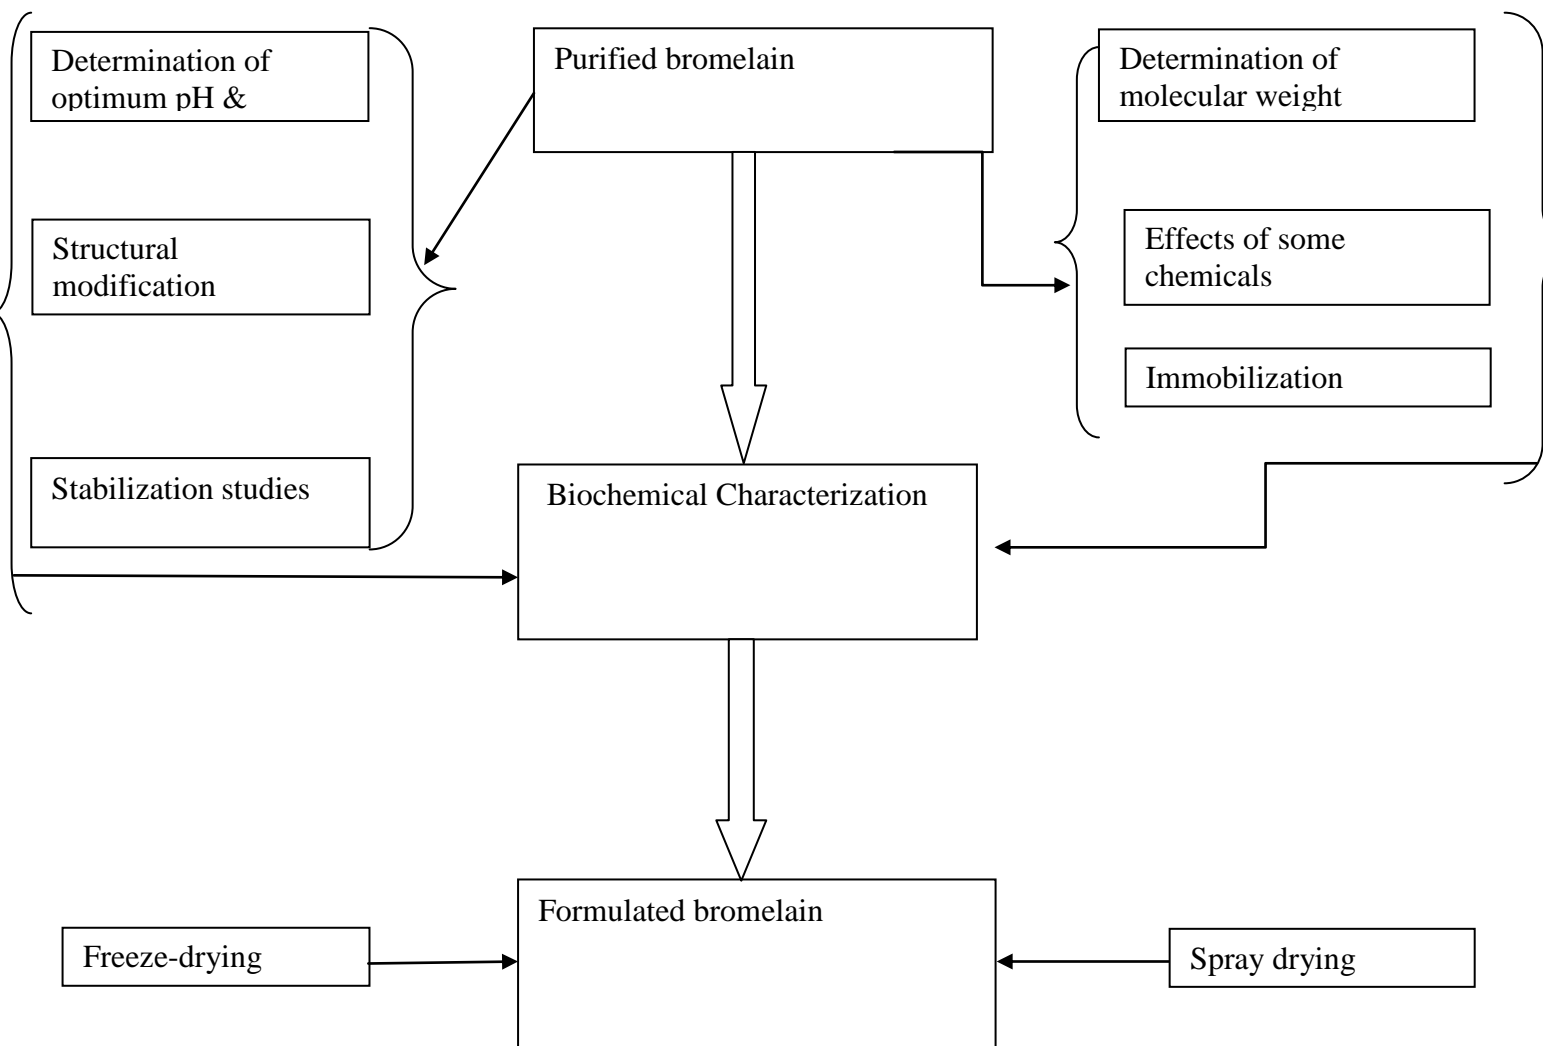 Determination of
optimum pH &
Purified bromelain
Determination of
molecular weight
Structural
modification
Effects of some
chemicals
Immobilization
Stabilization studies
Biochemical Characterization
Formulated bromelain
Freeze-drying
Spray drying